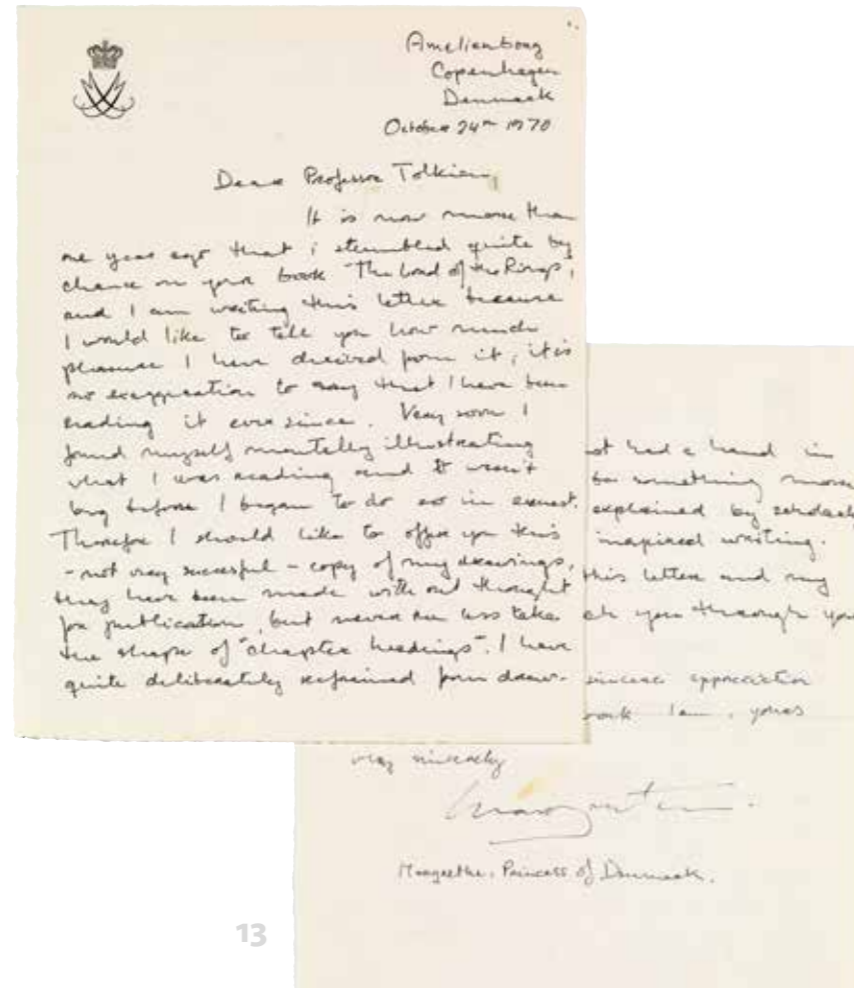 Amalienborg
Copenhagen
Denmark
October 24th 1970
Dear Professor Tolkien,
It is now more than
one year ago that i stumbled quite by
chance on your book "The Lord of the Rings",
and I am writing this letter because
I would like to tell you how much
pleasure I have derived from it, it is
no exaggeration to say that I have been
reading it ever since. Very soon I
found myself mentally illustrating
what I was reading and it wasn't
long before I began to do so in earnest.
Therefore I should like to offer you this
- not very succesful - copy of my drawings,
they have been made without thought
for publication, but never the less take
the shape of "chapter headings". I have
quite deliberately refrained from draw-
not had a hand in
be something more
explained by
inspired writing.
this letter and my
you through you
sincere appreciation
I am, yours
very sincerely
Margrethe.
Margrethe, Princess of Denmark.
13